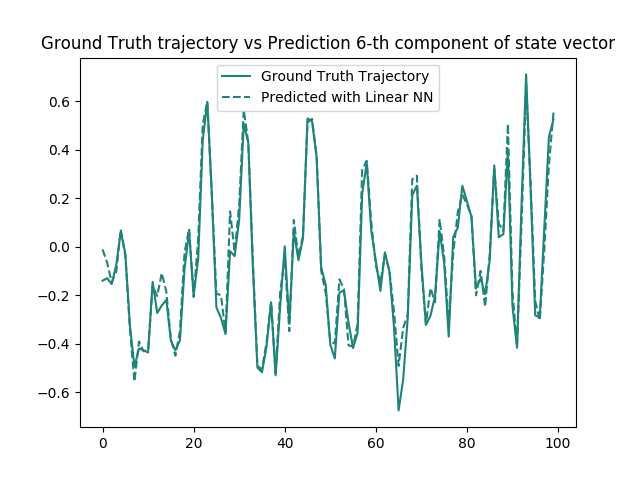 Ground Truth trajectory vs Prediction 6-th component of state vector
Ground Truth Trajectory
Predicted with Linear NN
0.6
0.4
0.2
0.0
−0.2
−0.4
−0.6
0 20 40 60 80 100